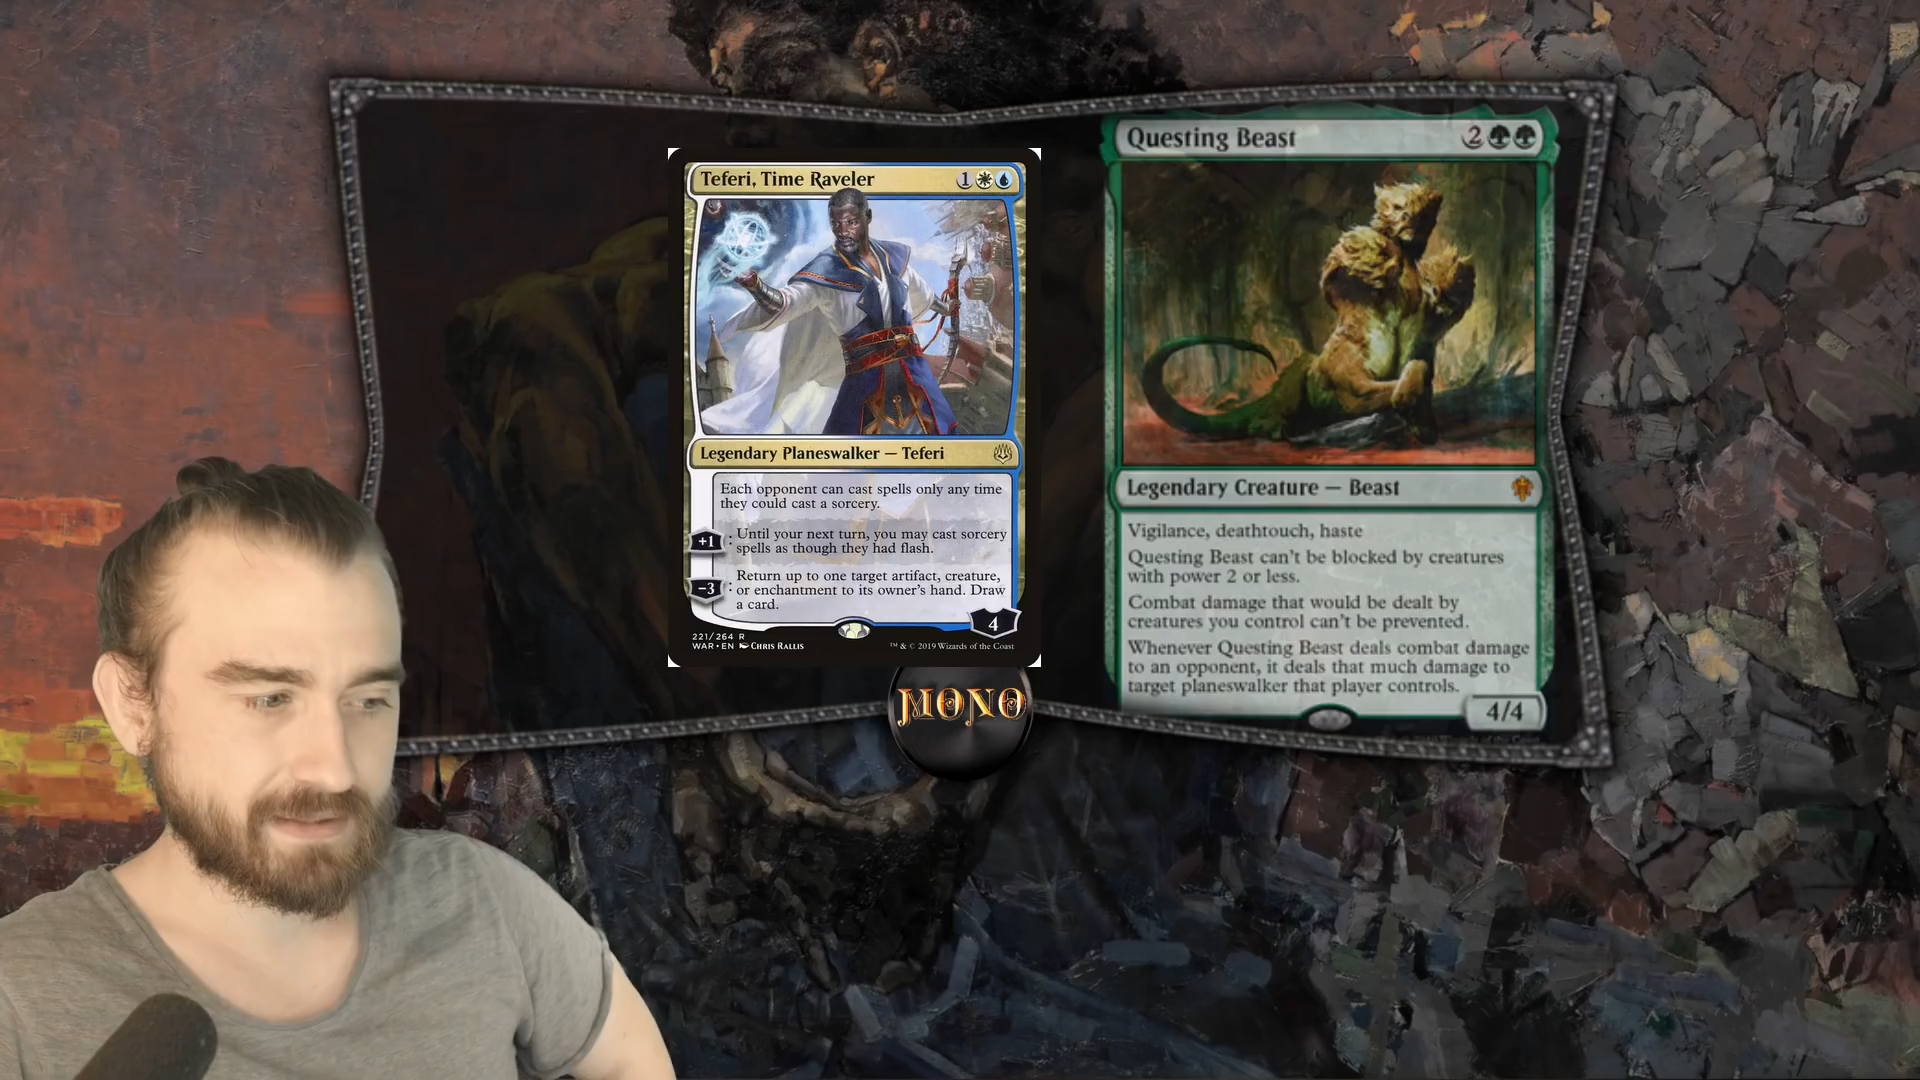 Teferi, Time Raveler
1
Legendary Planeswalker — Teferi
Each opponent can cast spells only any time
they could cast a sorcery.
+1 : Until your next turn, you may cast sorcery
spells as though they had flash.
−3 : Return up to one target artifact, creature,
or enchantment to its owner's hand. Draw
a card.
4
221/264 R
WAR • EN Chris Rallis
™ & © 2019 Wizards of the Coast
MONO
Questing Beast
2
Legendary Creature — Beast
Vigilance, deathtouch, haste
Questing Beast can't be blocked by creatures
with power 2 or less.
Combat damage that would be dealt by
creatures you control can't be prevented.
Whenever Questing Beast deals combat damage
to an opponent, it deals that much damage to
target planeswalker that player controls.
4/4